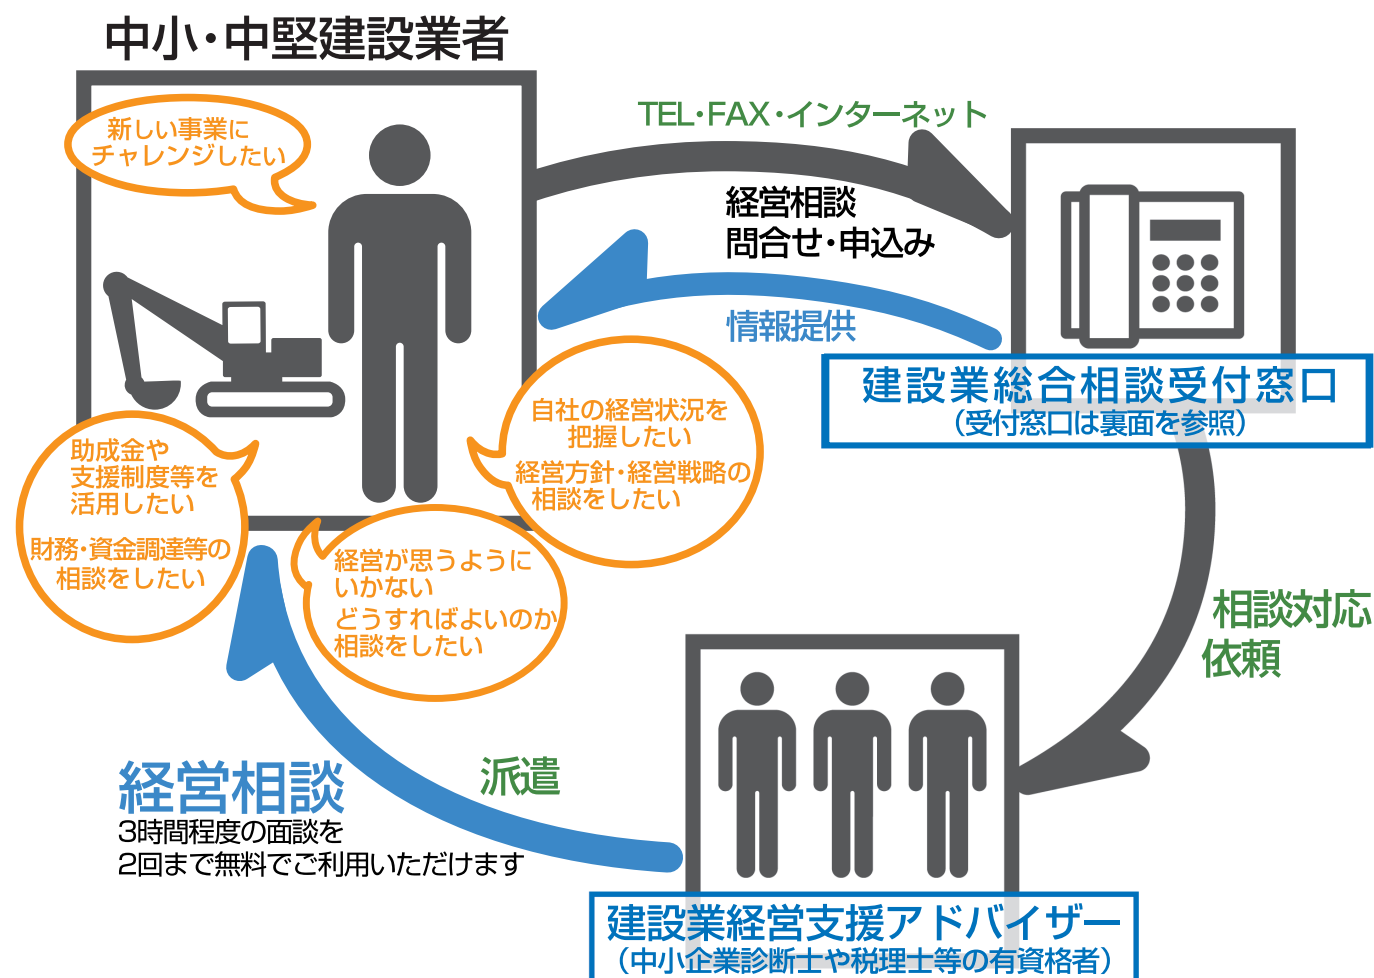 中小・中堅建設業者
新しい事業に
チャレンジしたい
TEL・FAX・インターネット
経営相談
問合せ・申込み
情報提供
建設業総合相談受付窓口
（受付窓口は裏面を参照）
自社の経営状況を
把握したい
経営方針・経営戦略の
相談をしたい
助成金や
支援制度等を
活用したい
財務・資金調達等の
相談をしたい
経営が思うように
いかない
どうすればよいのか
相談をしたい
相談対応
依頼
派遣
経営相談
3時間程度の面談を
2回まで無料でご利用いただけます
建設業経営支援アドバイザー
（中小企業診断士や税理士等の有資格者）